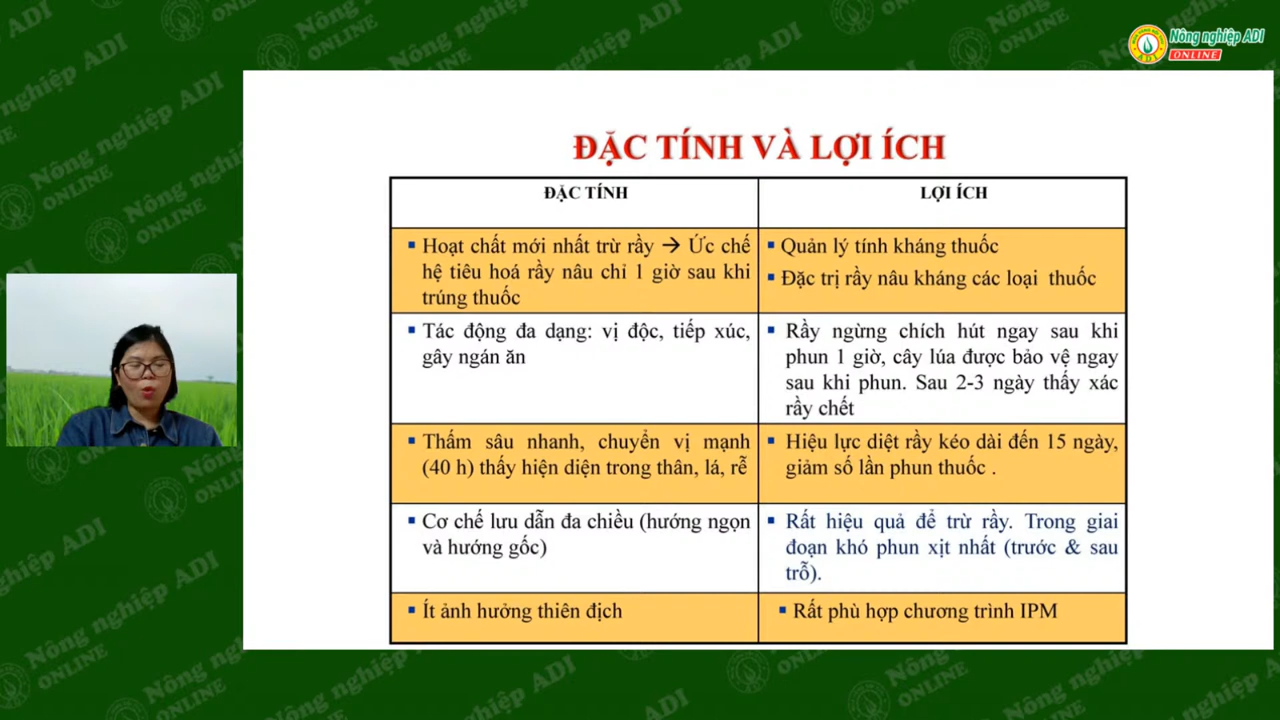 Nông nghiệp ADI
ONLINE
ĐẶC TÍNH VÀ LỢI ÍCH
ĐẶC TÍNH
LỢI ÍCH
▪ Hoạt chất mới nhất trừ rầy → Ức chế
hệ tiêu hoá rầy nâu chỉ 1 giờ sau khi
trúng thuốc
▪ Quản lý tính kháng thuốc
▪ Đặc trị rầy nâu kháng các loại thuốc
▪ Tác động đa dạng: vị độc, tiếp xúc,
gây ngán ăn
▪ Rầy ngừng chích hút ngay sau khi
phun 1 giờ, cây lúa được bảo vệ ngay
sau khi phun. Sau 2-3 ngày thấy xác
rầy chết
▪ Thấm sâu nhanh, chuyển vị mạnh
(40 h) thấy hiện diện trong thân, lá, rễ
▪ Hiệu lực diệt rầy kéo dài đến 15 ngày,
giảm số lần phun thuốc .
▪ Cơ chế lưu dẫn đa chiều (hướng ngọn
và hướng gốc)
▪ Rất hiệu quả để trừ rầy. Trong giai
đoạn khó phun xịt nhất (trước & sau
trỗ).
▪ Ít ảnh hưởng thiên địch
▪ Rất phù hợp chương trình IPM